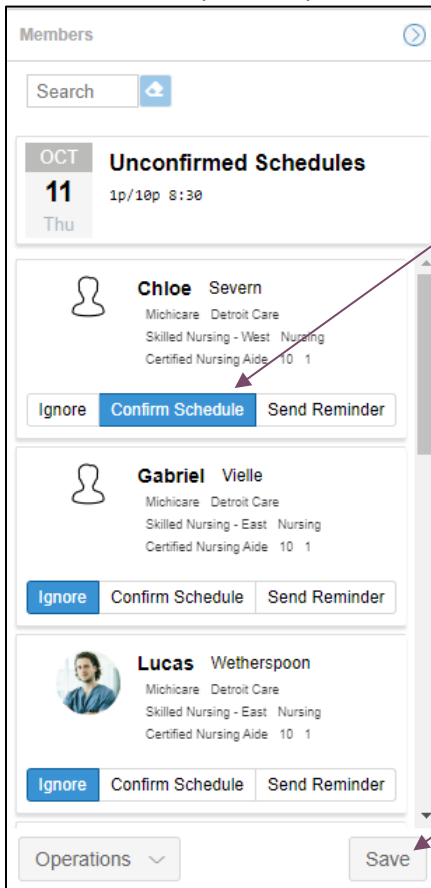 Members
Search
OCT
11
Thu
Unconfirmed Schedules
1p/10p 8:30
Chloe Severn
Michicare Detroit Care
Skilled Nursing - West Nursing
Certified Nursing Aide 10 1
Ignore Confirm Schedule Send Reminder
Gabriel Vielle
Michicare Detroit Care
Skilled Nursing - East Nursing
Certified Nursing Aide 10 1
Ignore Confirm Schedule Send Reminder
Lucas Wetherspoon
Michicare Detroit Care
Skilled Nursing - East Nursing
Certified Nursing Aide 10 1
Ignore Confirm Schedule Send Reminder
Operations Save